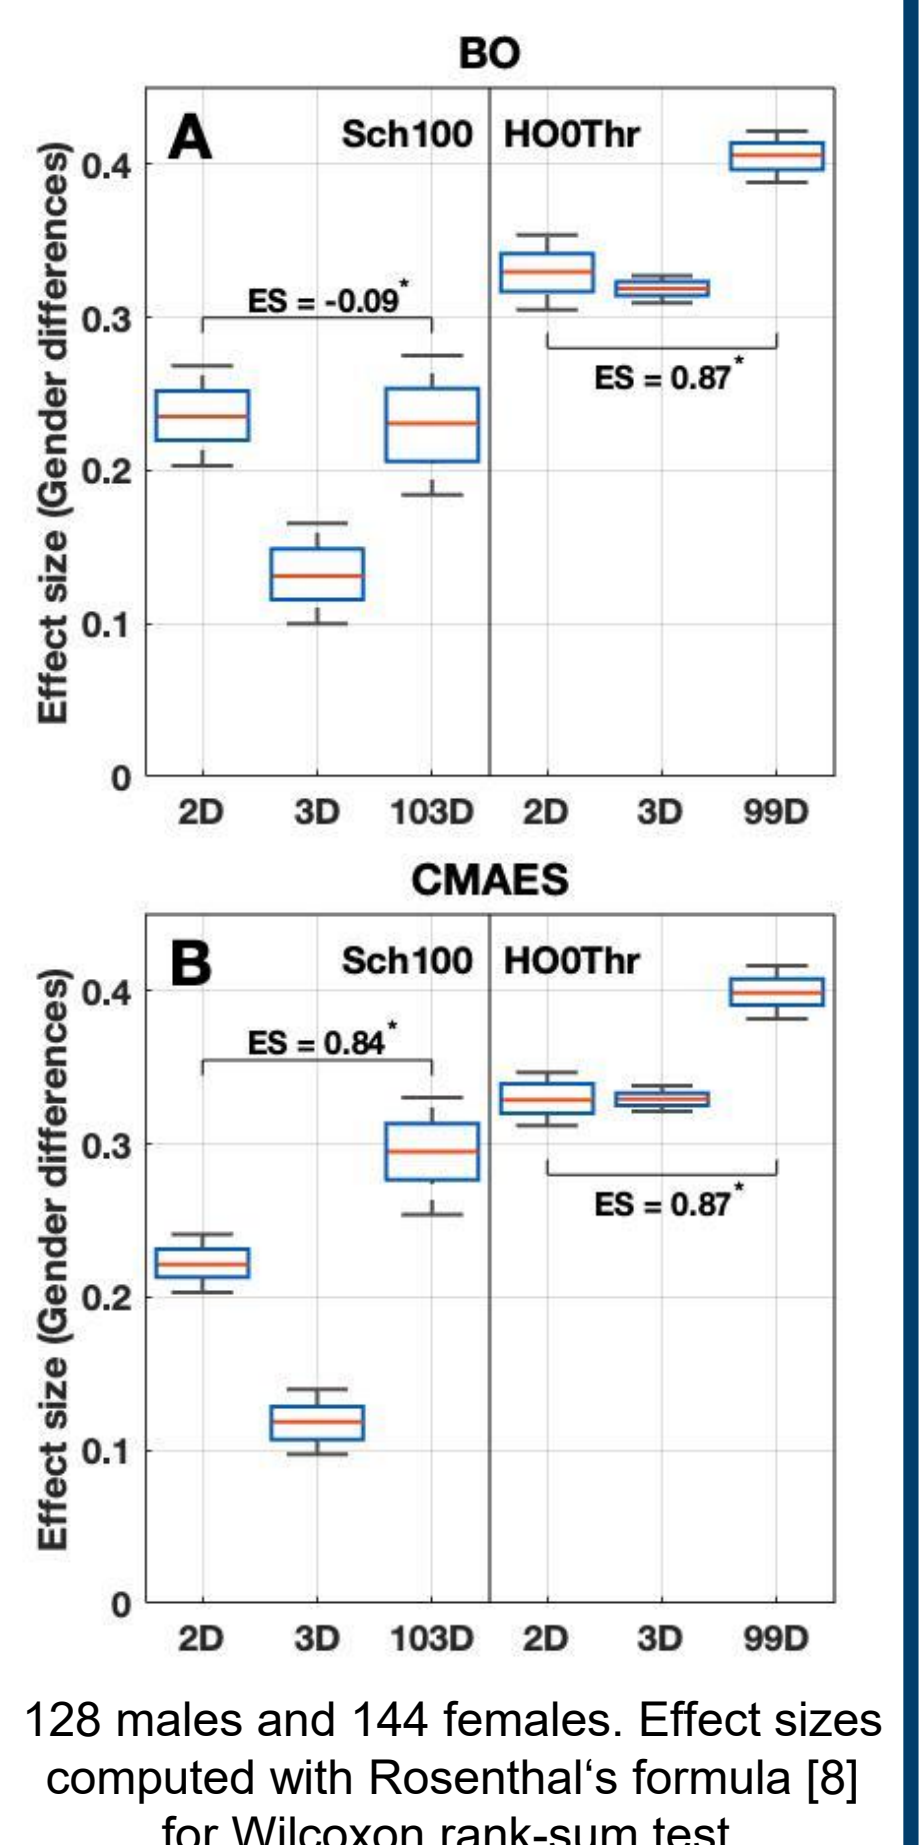 BO
A
Sch100
HO0Thr
Effect size (Gender differences)
0.4
0.3
0.2
0.1
0
ES = -0.09*
ES = 0.87*
2D 3D 103D 2D 3D 99D
CMAES
B
Sch100
HO0Thr
Effect size (Gender differences)
0.4
0.3
0.2
0.1
0
ES = 0.84*
ES = 0.87*
2D 3D 103D 2D 3D 99D
128 males and 144 females. Effect sizes
computed with Rosenthal‘s formula [8]
for Wilcoxon rank-sum test